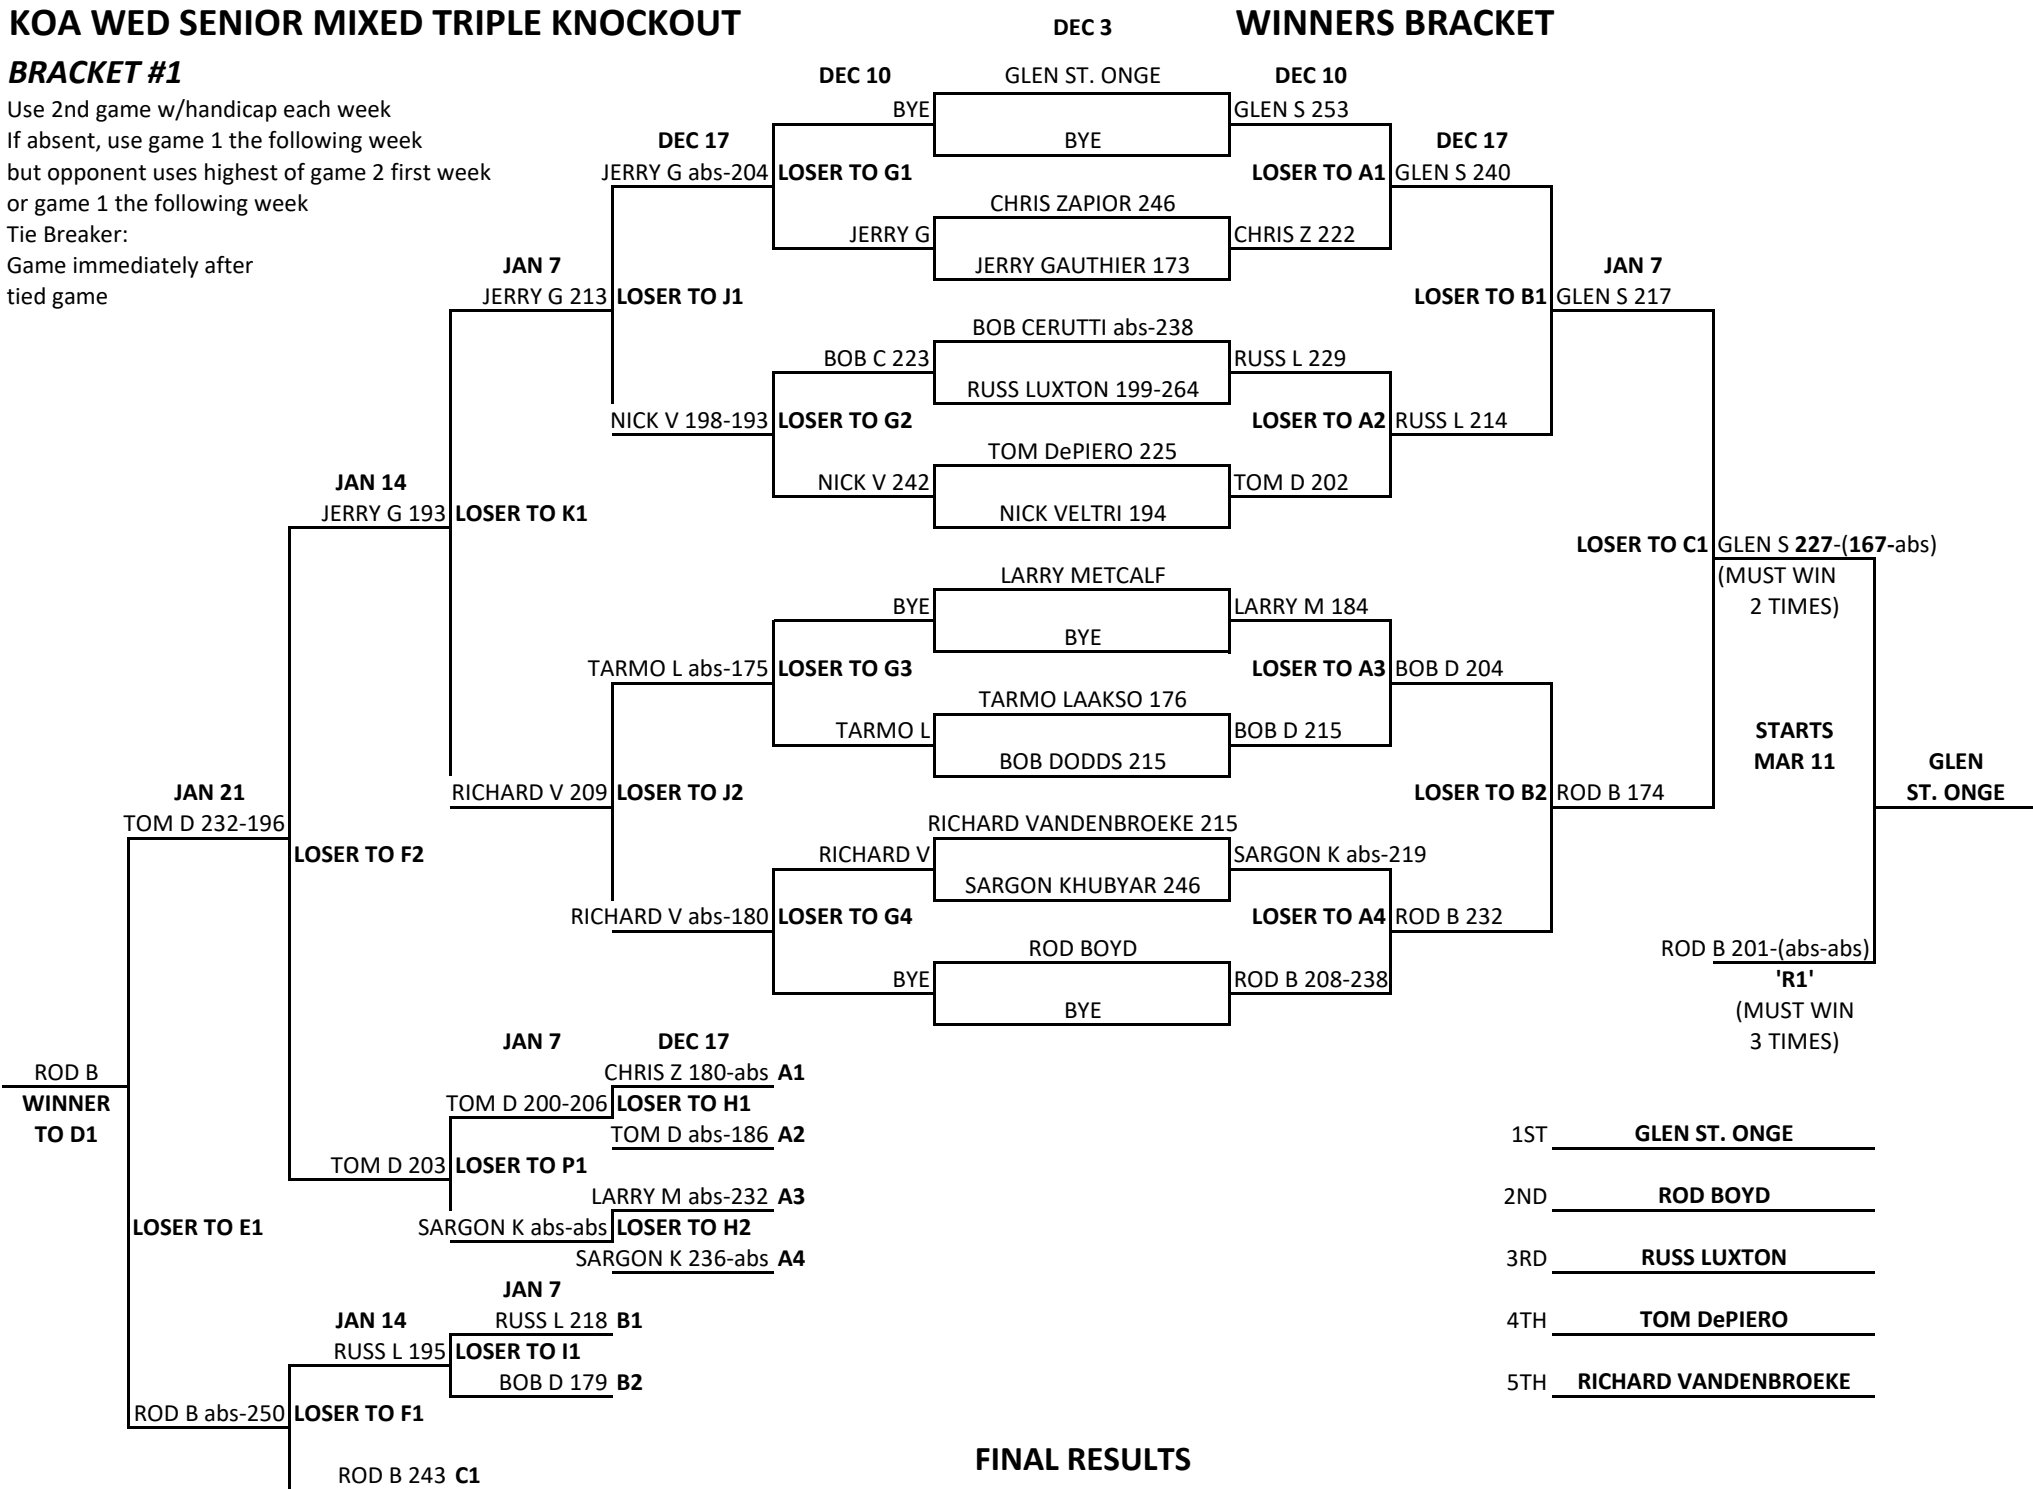 KOA WED SENIOR MIXED TRIPLE KNOCKOUT
DEC 3
WINNERS BRACKET
BRACKET #1
DEC 10
GLEN ST. ONGE
DEC 10
Use 2nd game w/handicap each week
BYE
GLEN S 253
If absent, use game 1 the following week
DEC 17
BYE
DEC 17
but opponent uses highest of game 2 first week
JERRY G abs-204
LOSER TO G1
LOSER TO A1
GLEN S 240
or game 1 the following week
CHRIS ZAPIOR 246
Tie Breaker:
JERRY G
CHRIS Z 222
Game immediately after
JAN 7
JERRY GAUTHIER 173
JAN 7
tied game
JERRY G 213
LOSER TO J1
LOSER TO B1
GLEN S 217
BOB CERUTTI abs-238
BOB C 223
RUSS L 229
RUSS LUXTON 199-264
NICK V 198-193
LOSER TO G2
LOSER TO A2
RUSS L 214
TOM DePIERO 225
JAN 14
NICK V 242
TOM D 202
JERRY G 193
LOSER TO K1
NICK VELTRI 194
LOSER TO C1
GLEN S 227-(167-abs)
LARRY METCALF
(MUST WIN
BYE
LARRY M 184
2 TIMES)
BYE
TARMO L abs-175
LOSER TO G3
LOSER TO A3
BOB D 204
TARMO LAAKSO 176
TARMO L
BOB D 215
STARTS
BOB DODDS 215
MAR 11
GLEN
JAN 21
RICHARD V 209
LOSER TO J2
LOSER TO B2
ROD B 174
ST. ONGE
TOM D 232-196
RICHARD VANDENBROEKE 215
LOSER TO F2
RICHARD V
SARGON K abs-219
SARGON KHUBYAR 246
RICHARD V abs-180
LOSER TO G4
LOSER TO A4
ROD B 232
ROD BOYD
ROD B 201-(abs-abs)
BYE
ROD B 208-238
'R1'
BYE
(MUST WIN
JAN 7
DEC 17
3 TIMES)
ROD B
CHRIS Z 180-abs
A1
WINNER
TOM D 200-206
LOSER TO H1
TO D1
TOM D abs-186
A2
1ST
GLEN ST. ONGE
TOM D 203
LOSER TO P1
LARRY M abs-232
A3
2ND
ROD BOYD
LOSER TO E1
SARGON K abs-abs
LOSER TO H2
SARGON K 236-abs
A4
3RD
RUSS LUXTON
JAN 7
JAN 14
RUSS L 218
B1
4TH
TOM DePIERO
RUSS L 195
LOSER TO I1
BOB D 179
B2
5TH
RICHARD VANDENBROEKE
ROD B abs-250
LOSER TO F1
FINAL RESULTS
ROD B 243
C1